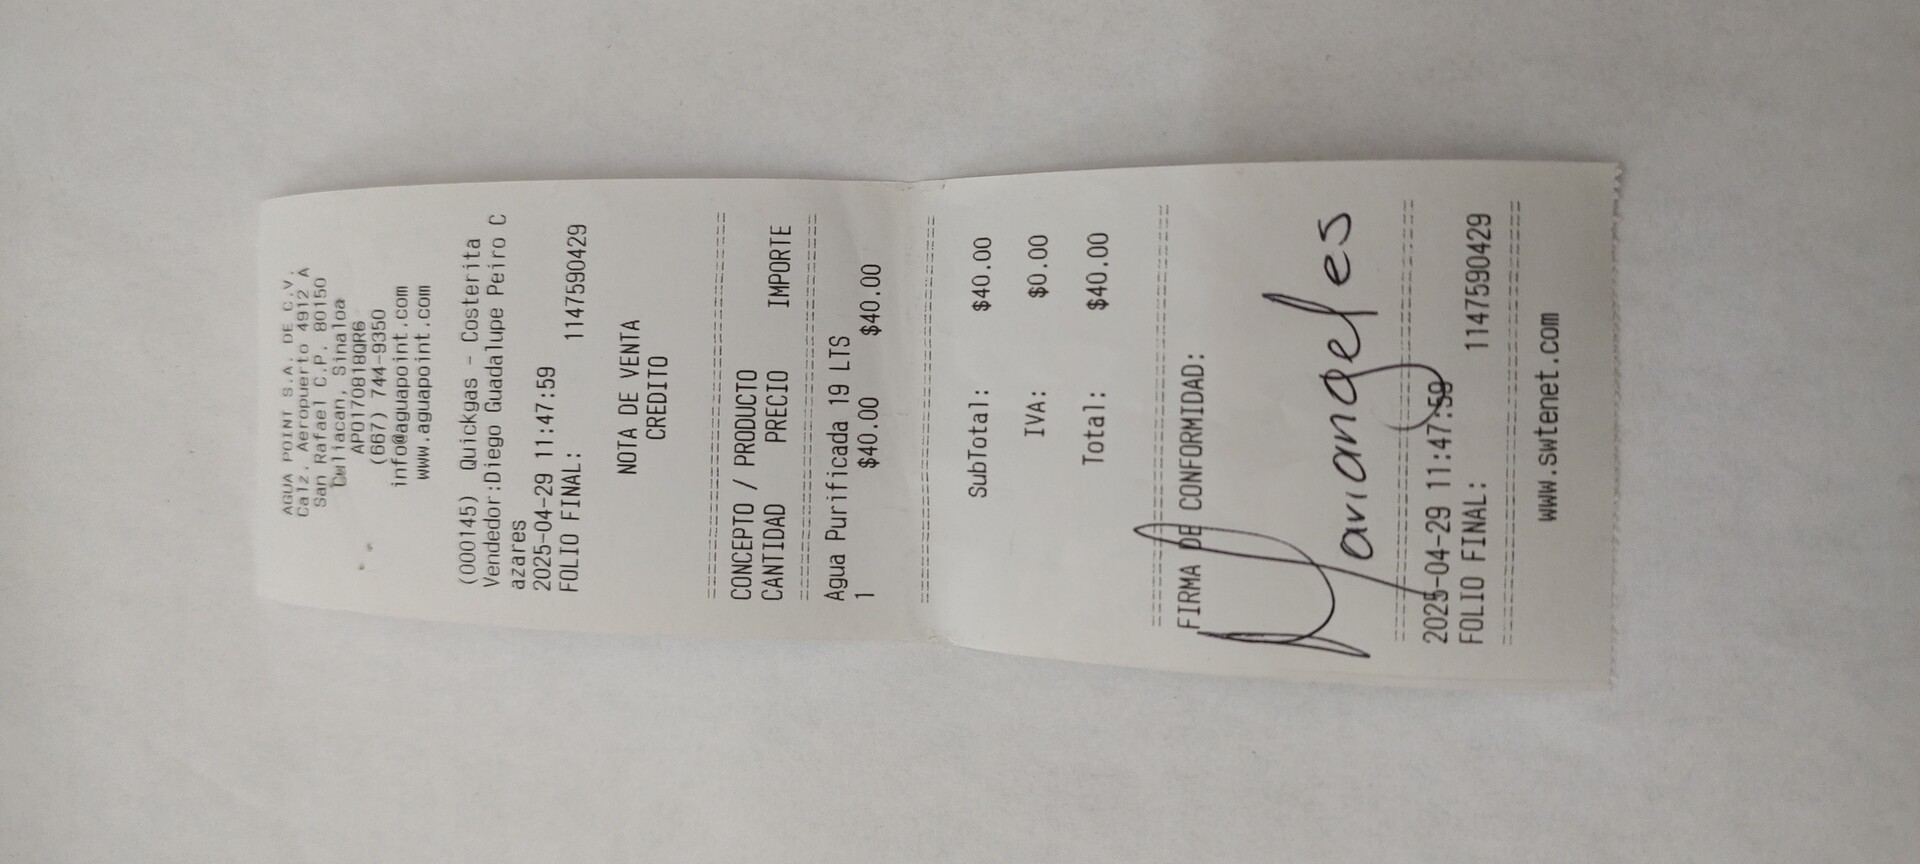 AGUA POINT S.A. DE C.V.
Calz. Aeropuerto 4912 A
San Rafael C.P. 80150
Culiacan, Sinaloa
APO170818QR6
(667) 744-9350
info@aguapoint.com
www.aguapoint.com
(000145) Quickgas - Costerita
Vendedor:Diego Guadalupe Peiro C
azares
2025-04-29 11:47:59
FOLIO FINAL: 1147590429
NOTA DE VENTA
CREDITO
CONCEPTO / PRODUCTO
CANTIDAD PRECIO IMPORTE
Agua Purificada 19 LTS
1 $40.00 $40.00
SubTotal: $40.00
IVA: $0.00
Total: $40.00
FIRMA DE CONFORMIDAD:
Mariangeles
2025-04-29 11:47:59
FOLIO FINAL: 1147590429
www.swtenet.com